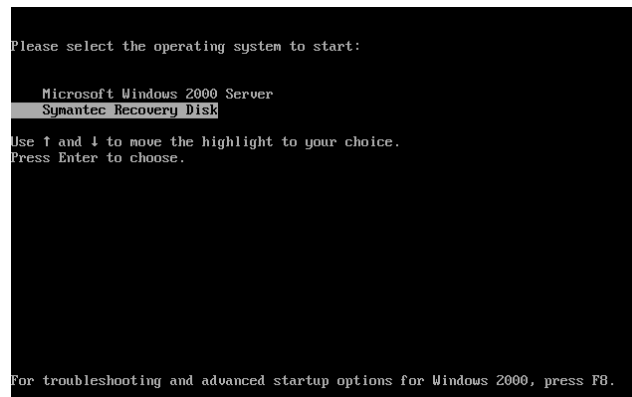 Please select the operating system to start:
Microsoft Windows 2000 Server
Symantec Recovery Disk
Use ↑ and ↓ to move the highlight to your choice.
Press Enter to choose.
For troubleshooting and advanced startup options for Windows 2000, press F8.